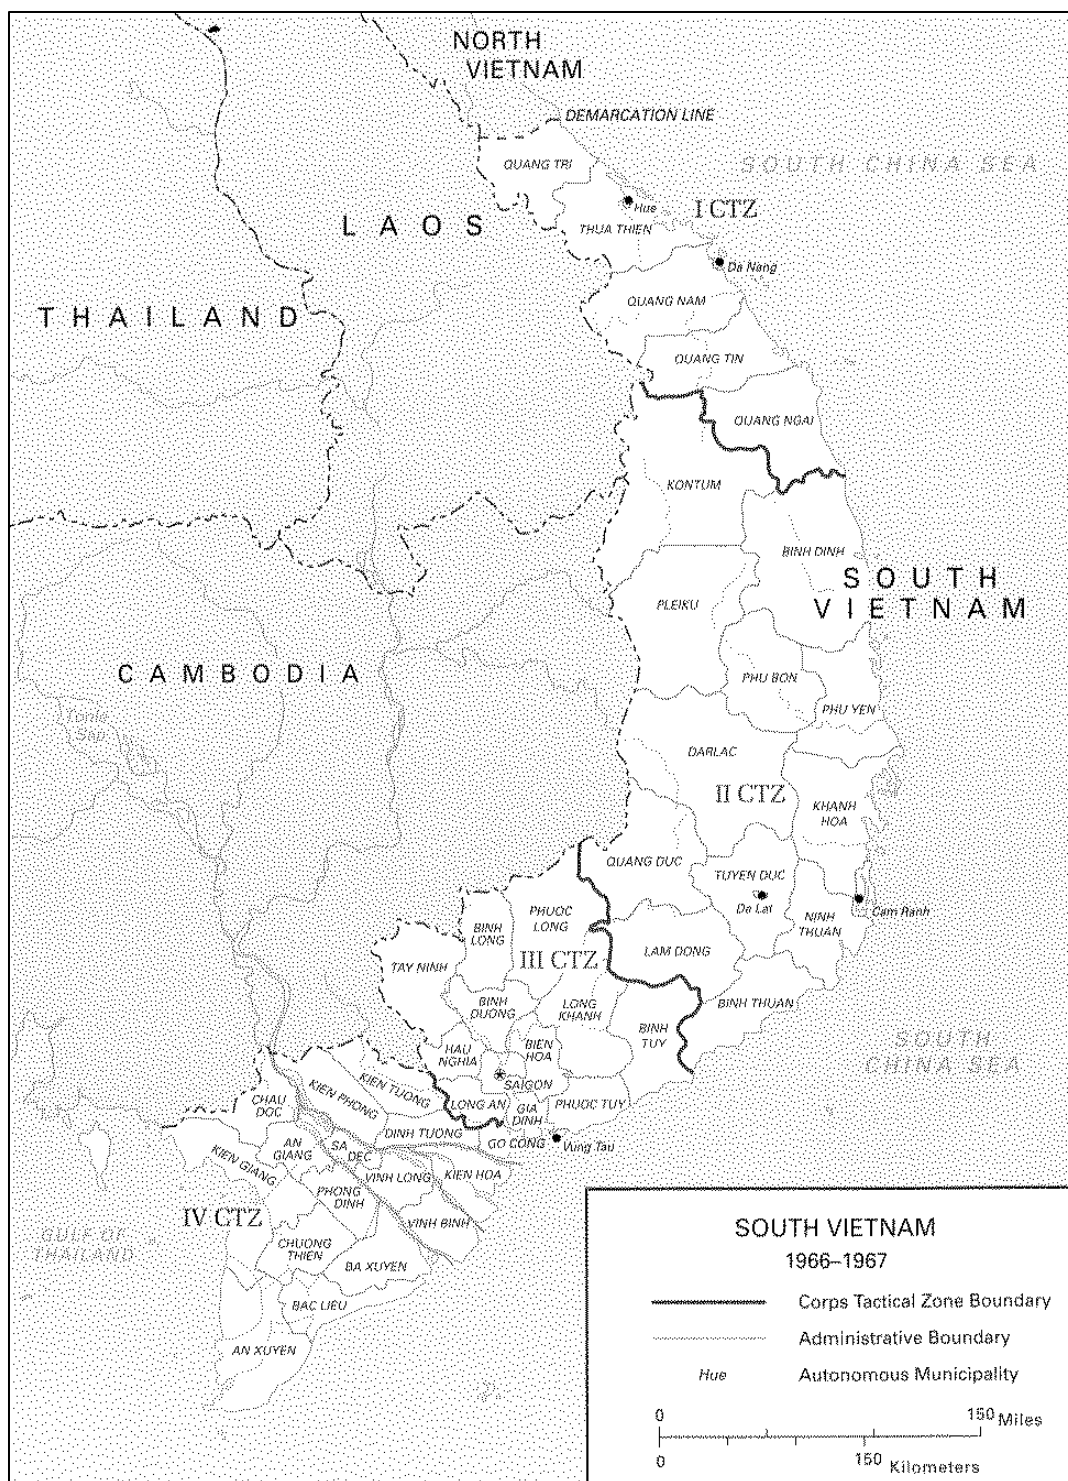 NORTH
VIETNAM
DEMARCATION LINE
QUANG TRI
SOUTH CHINA SEA
Hue
I CTZ
LAOS
THUA THIEN
Da Nang
QUANG NAM
THAILAND
QUANG TIN
QUANG NGAI
KONTUM
BINH DINH
SOUTH
VIETNAM
PLEIKU
CAMBODIA
PHU BON
PHU YEN
Tonle
Sap
DARLAC
II CTZ
KHANH
HOA
QUANG DUC
TUYEN DUC
Da Lat
Cam Ranh
PHUOC
LONG
NINH
THUAN
BINH
LONG
LAM DONG
III CTZ
TAY NINH
BINH THUAN
BINH
DUONG
LONG
KHANH
BINH
TUY
SOUTH
HINA SEA
HAU
NGHIA
BIEN
HOA
SAIGON
KIEN TUONG
KIEN PHONG
CHAU
DOC
LONG AN
GIA
DINH
PHUOC TUY
DINH TUONG
GO CONG
Vung Tau
AN
GIANG
SA
DEC
KIEN GIANG
VINH LONG
KIEN HOA
PHONG
DINH
IV CTZ
VINH BINH
GULF OF
THAILAND
CHUONG
THIEN
BA XUYEN
BAC LIEU
AN XUYEN
SOUTH VIETNAM
1966–1967
Corps Tactical Zone Boundary
Administrative Boundary
Hue Autonomous Municipality
0 150 Miles
0 150 Kilometers